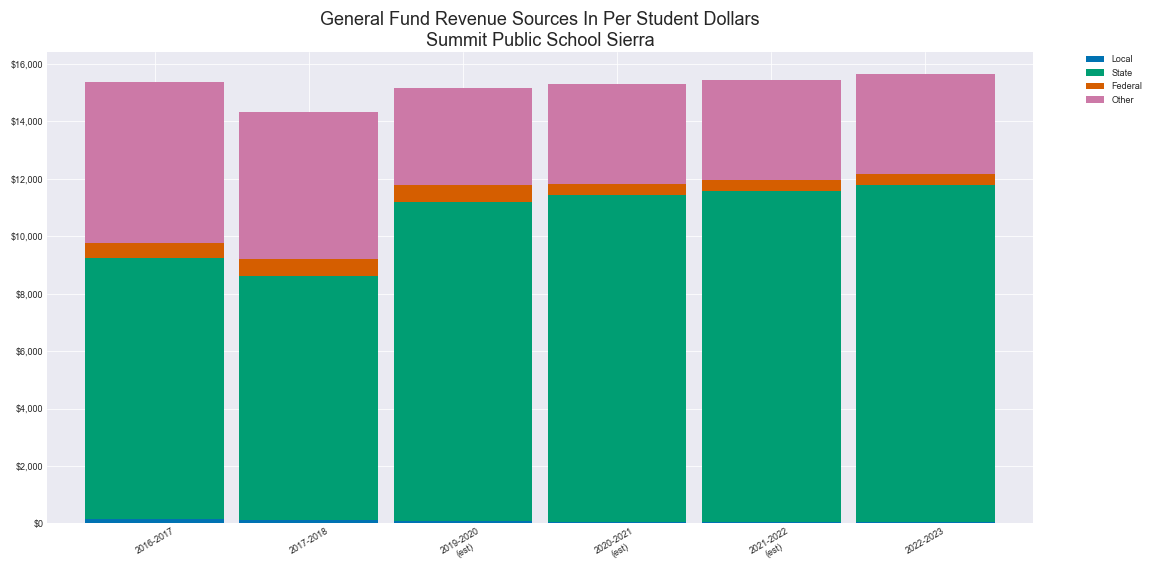 General Fund Revenue Sources In Per Student Dollars
Summit Public School Sierra
Local
State
Federal
Other
$16,000
$14,000
$12,000
$10,000
$8,000
$6,000
$4,000
$2,000
$0
2016-2017
2017-2018
2019-2020
(est)
2020-2021
(est)
2021-2022
(est)
2022-2023